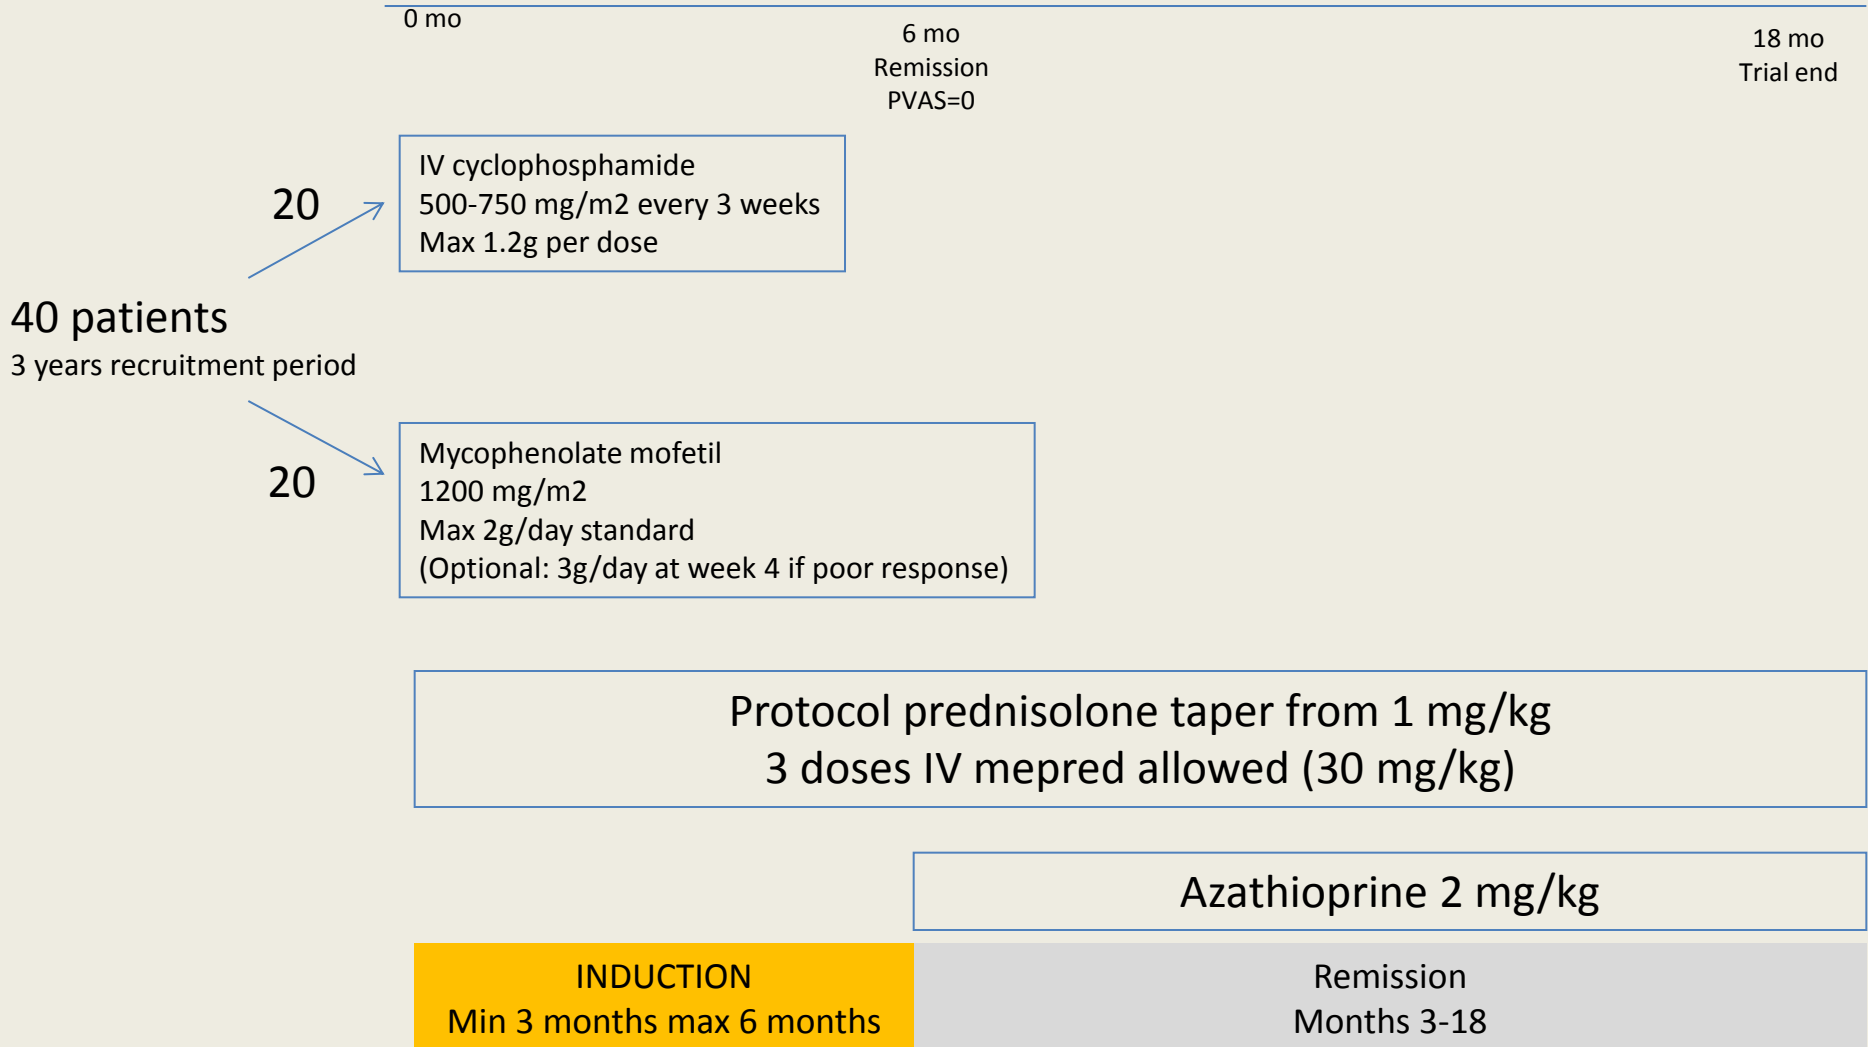 0 mo
6 mo
Remission
PVAS=0
18 mo
Trial end
20
IV cyclophosphamide
500-750 mg/m2 every 3 weeks
Max 1.2g per dose
40 patients
3 years recruitment period
20
Mycophenolate mofetil
1200 mg/m2
Max 2g/day standard
(Optional: 3g/day at week 4 if poor response)
Protocol prednisolone taper from 1 mg/kg
3 doses IV mepred allowed (30 mg/kg)
Azathioprine 2 mg/kg
INDUCTION
Min 3 months max 6 months
Remission
Months 3-18